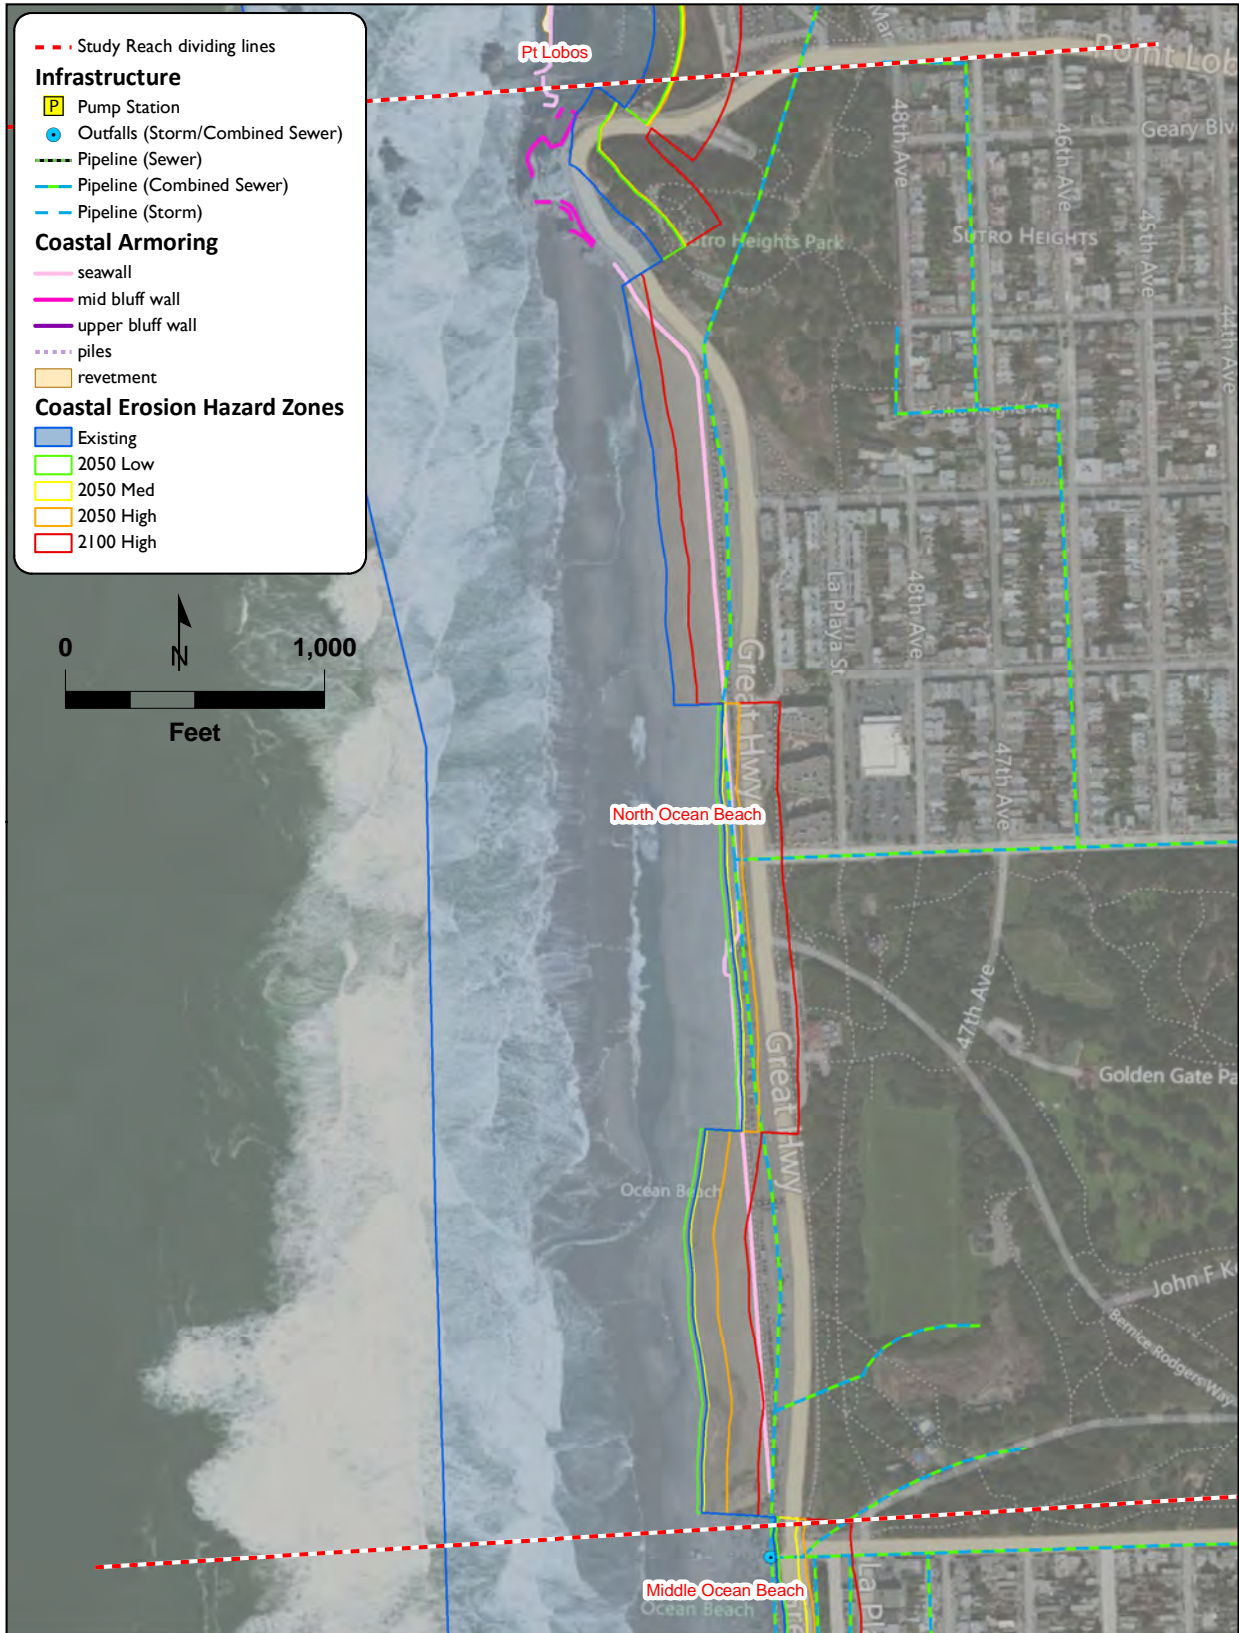 Study Reach dividing lines
Infrastructure
P Pump Station
Outfalls (Storm/Combined Sewer)
Pipeline (Sewer)
Pipeline (Combined Sewer)
Pipeline (Storm)
Coastal Armoring
seawall
mid bluff wall
upper bluff wall
piles
revetment
Coastal Erosion Hazard Zones
Existing
2050 Low
2050 Med
2050 High
2100 High
0 1,000
N
Feet
Pt Lobos
Point Lob
Mar
48th Ave
46th Ave
Geary Blv
45th Ave
SUTRO HEIGHTS
utro Heights Park
44th Ave
La Playa St
48th Ave
Great Hwy
47th Ave
North Ocean Beach
47th Ave
Great Hwy
Golden Gate Pa
Ocean Beach
John F K
Bernice Rodgers Way
Middle Ocean Beach
Ocean Beach
La Pl